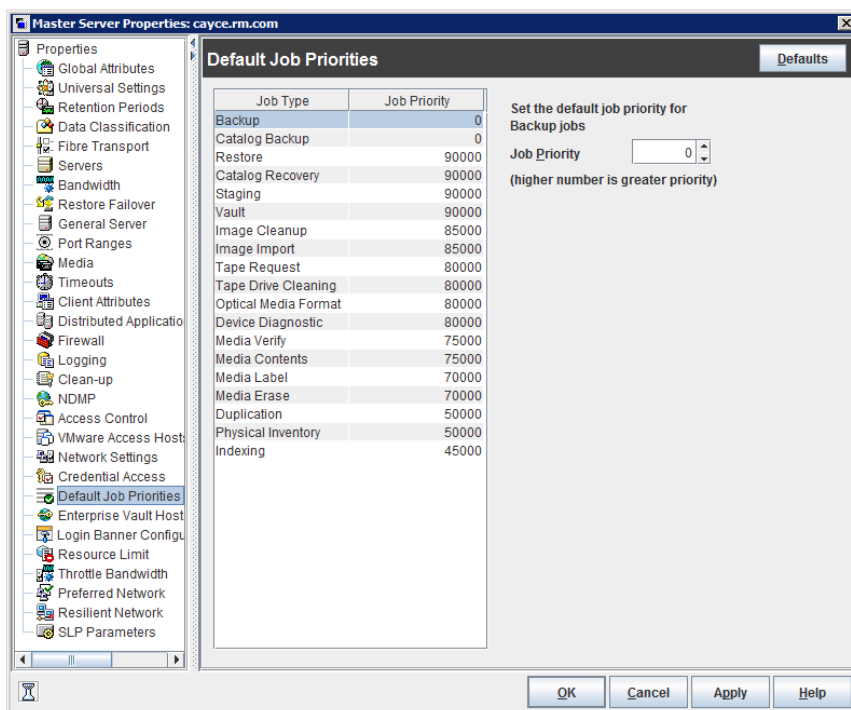 Master Server Properties: cayce.rm.com
Properties
Global Attributes
Universal Settings
Retention Periods
Data Classification
Fibre Transport
Servers
Bandwidth
Restore Failover
General Server
Port Ranges
Media
Timeouts
Client Attributes
Distributed Applicatio
Firewall
Logging
Clean-up
NDMP
Access Control
VMware Access Host
Network Settings
Credential Access
Default Job Priorities
Enterprise Vault Host
Login Banner Configu
Resource Limit
Throttle Bandwidth
Preferred Network
Resilient Network
SLP Parameters
Default Job Priorities
Defaults
Job Type Job Priority
Backup 0
Catalog Backup 0
Restore 90000
Catalog Recovery 90000
Staging 90000
Vault 90000
Image Cleanup 85000
Image Import 85000
Tape Request 80000
Tape Drive Cleaning 80000
Optical Media Format 80000
Device Diagnostic 80000
Media Verify 75000
Media Contents 75000
Media Label 70000
Media Erase 70000
Duplication 50000
Physical Inventory 50000
Indexing 45000
Set the default job priority for
Backup jobs
Job Priority 0
(higher number is greater priority)
OK Cancel Apply Help